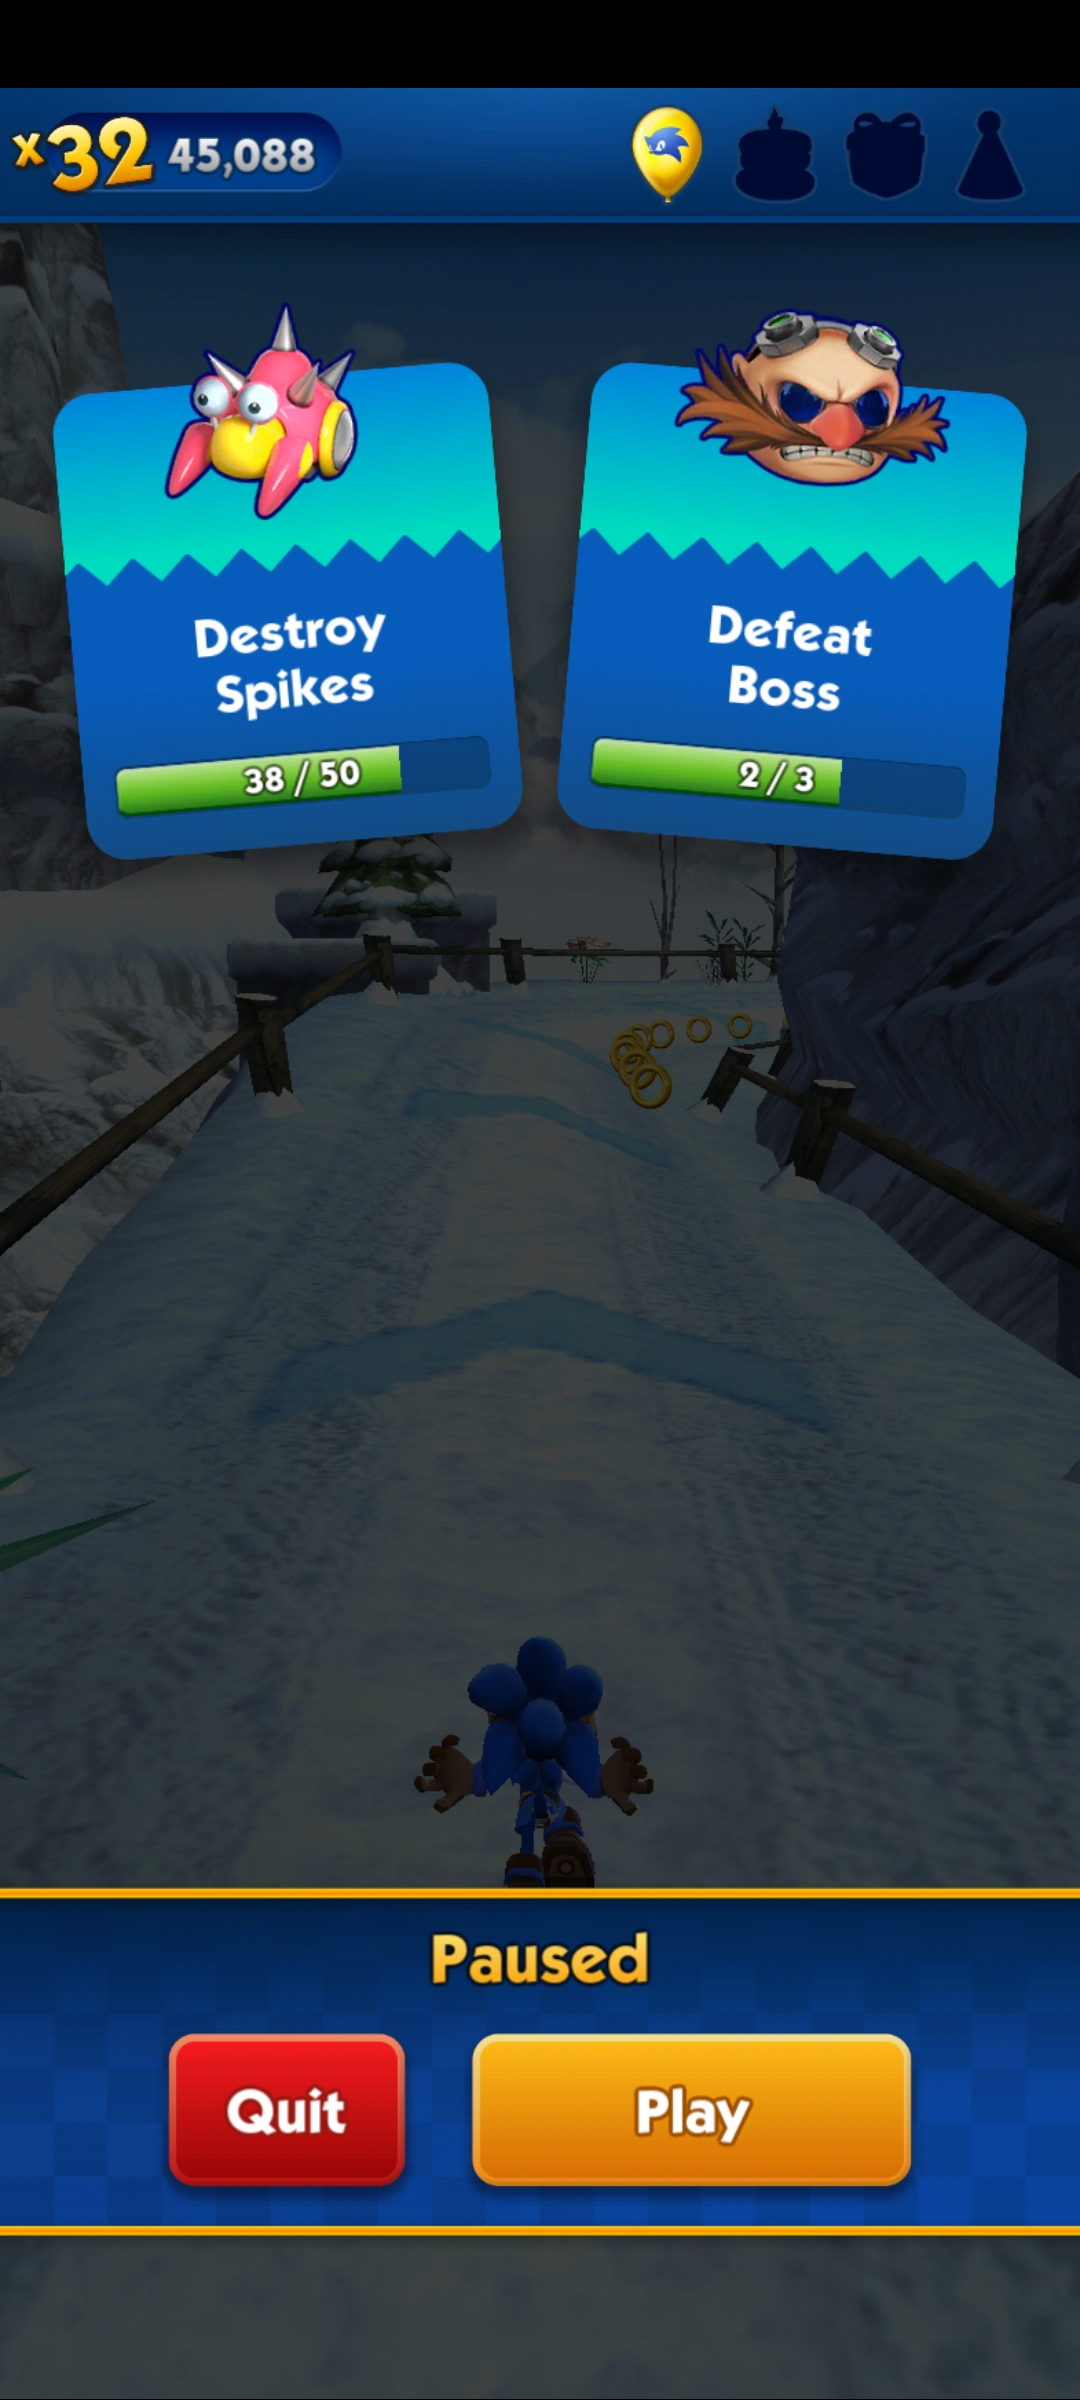 x32 45,088
Destroy
Spikes
38 / 50
Defeat
Boss
2 / 3
Paused
Quit
Play